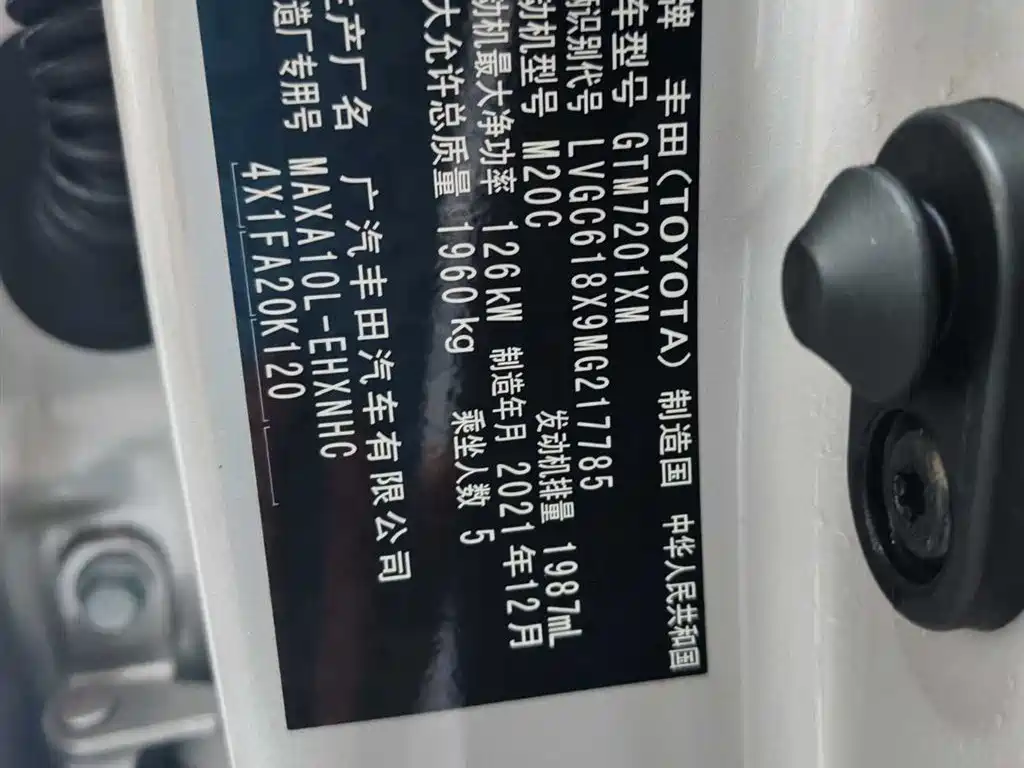 牌 丰田(TOYOTA) 制造国 中华人民共和国
车型号 GTM7201XM
识别代号 LVGC618X9MG217785
动机型号 M20C 发动机排量 1987mL
动机最大净功率 126kW 制造年月 2021年12月
大允许总质量 1960kg 乘坐人数 5
生产厂名 广汽丰田汽车有限公司
造厂专用号 MAXA10L-EHXNHC
4X1FA20K120